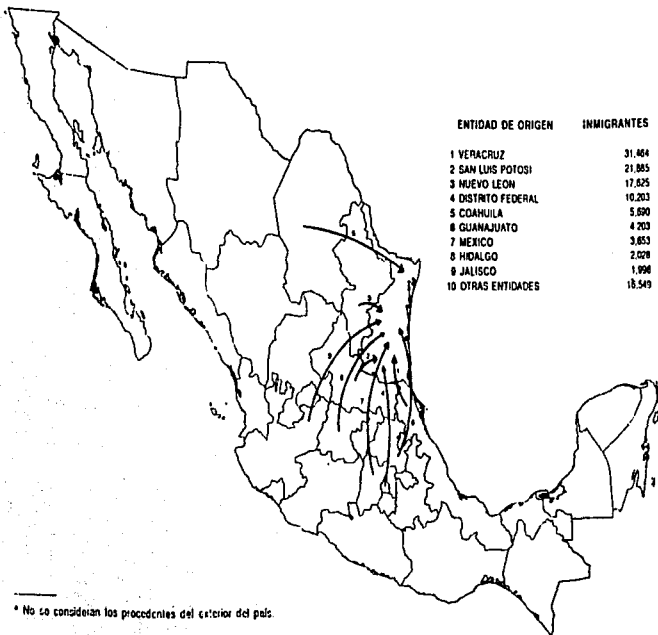 ENTIDAD DE ORIGEN INMIGRANTES
1 VERACRUZ 31,464
2 SAN LUIS POTOSI 21,885
3 NUEVO LEON 17,625
4 DISTRITO FEDERAL 10,203
5 COAHUILA 5,690
6 GUANAJUATO 4 203
7 MEXICO 3,653
8 HIDALGO 2,028
9 JALISCO 1,996
10 OTRAS ENTIDADES 18,549
* No se consideran los procedentes del exterior del país.